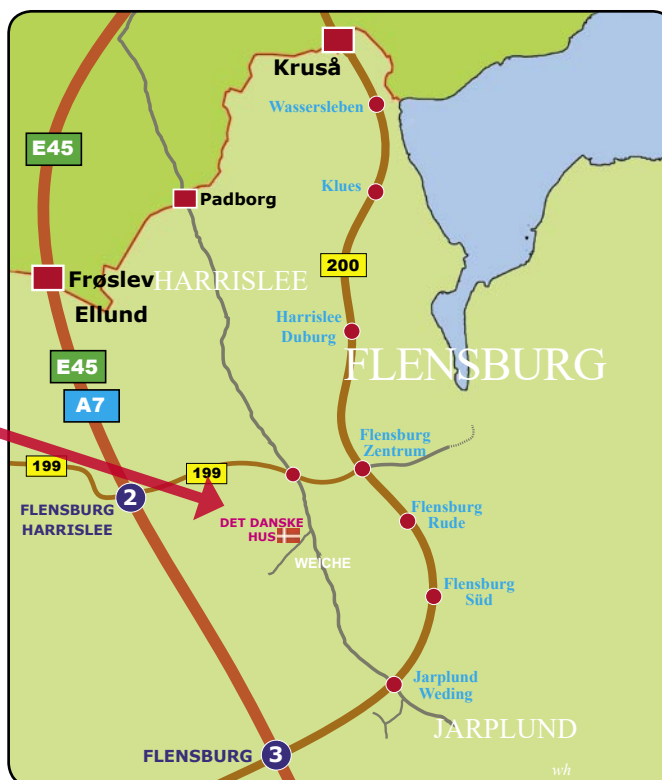 Kruså
Wassersleben
E45
Klues
Padborg
200
Frøslev
HARRISLEE
Ellund
Harrislee
Duburg
FLENSBURG
E45
A7
Flensburg
Zentrum
199
199
2
FLENSBURG
HARRISLEE
DET DANSKE
HUS
WEICHE
Flensburg
Rude
Flensburg
Süd
Jarplund
Weding
JARPLUND
FLENSBURG
3
wh